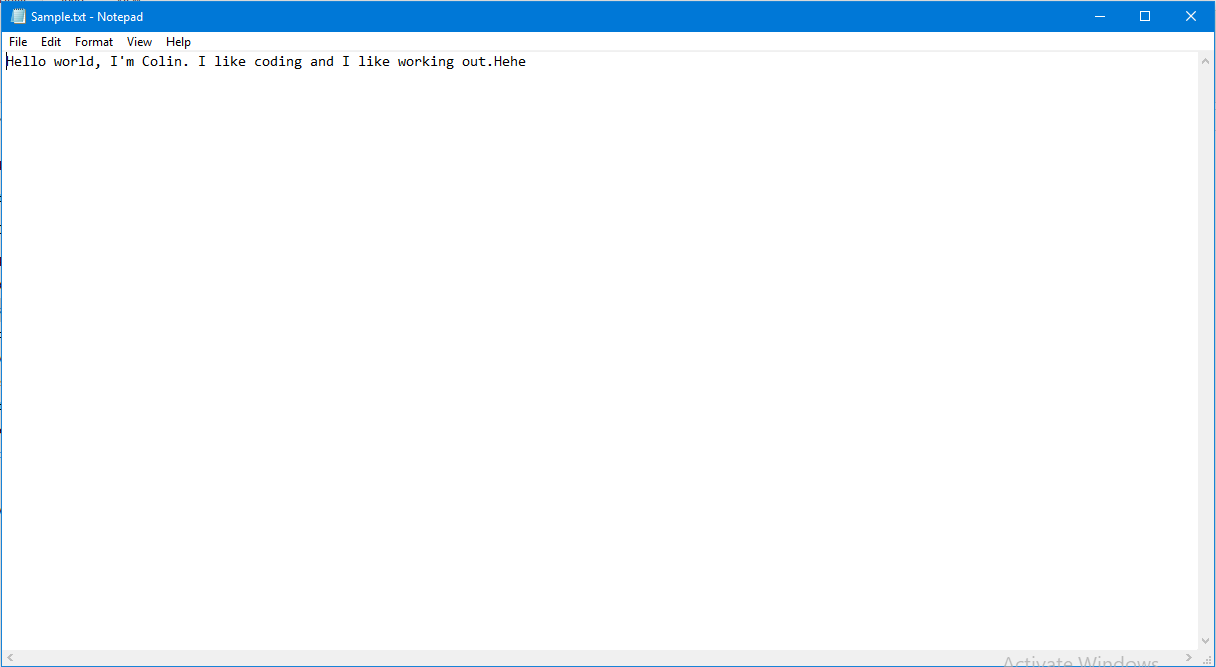 Sample.txt - Notepad
File Edit Format View Help
Hello world, I'm Colin. I like coding and I like working out.Hehe
Activate Windows